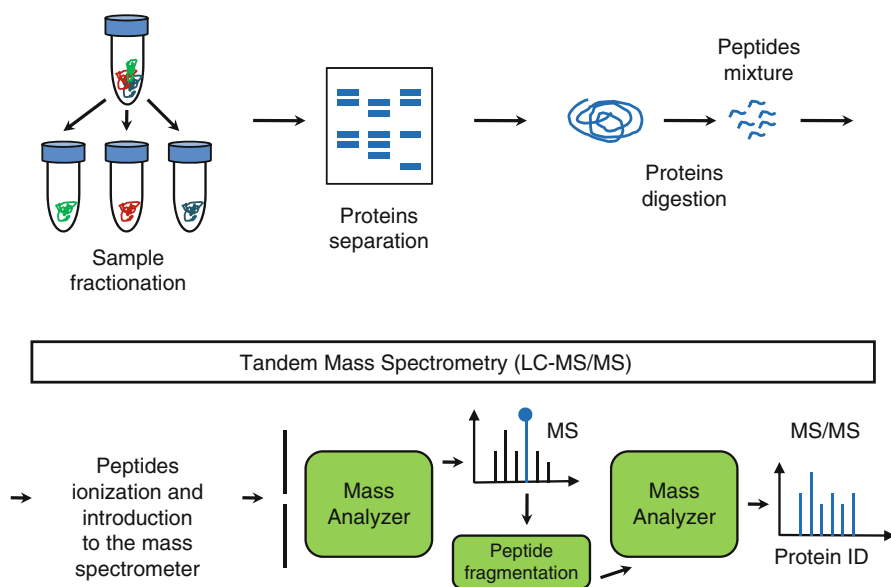 Peptides
mixture
Proteins
digestion
Proteins
separation
Sample
fractionation
Tandem Mass Spectrometry (LC-MS/MS)
Peptides
ionization and
introduction
to the mass
spectrometer
Mass
Analyzer
MS
Peptide
fragmentation
Mass
Analyzer
MS/MS
Protein ID